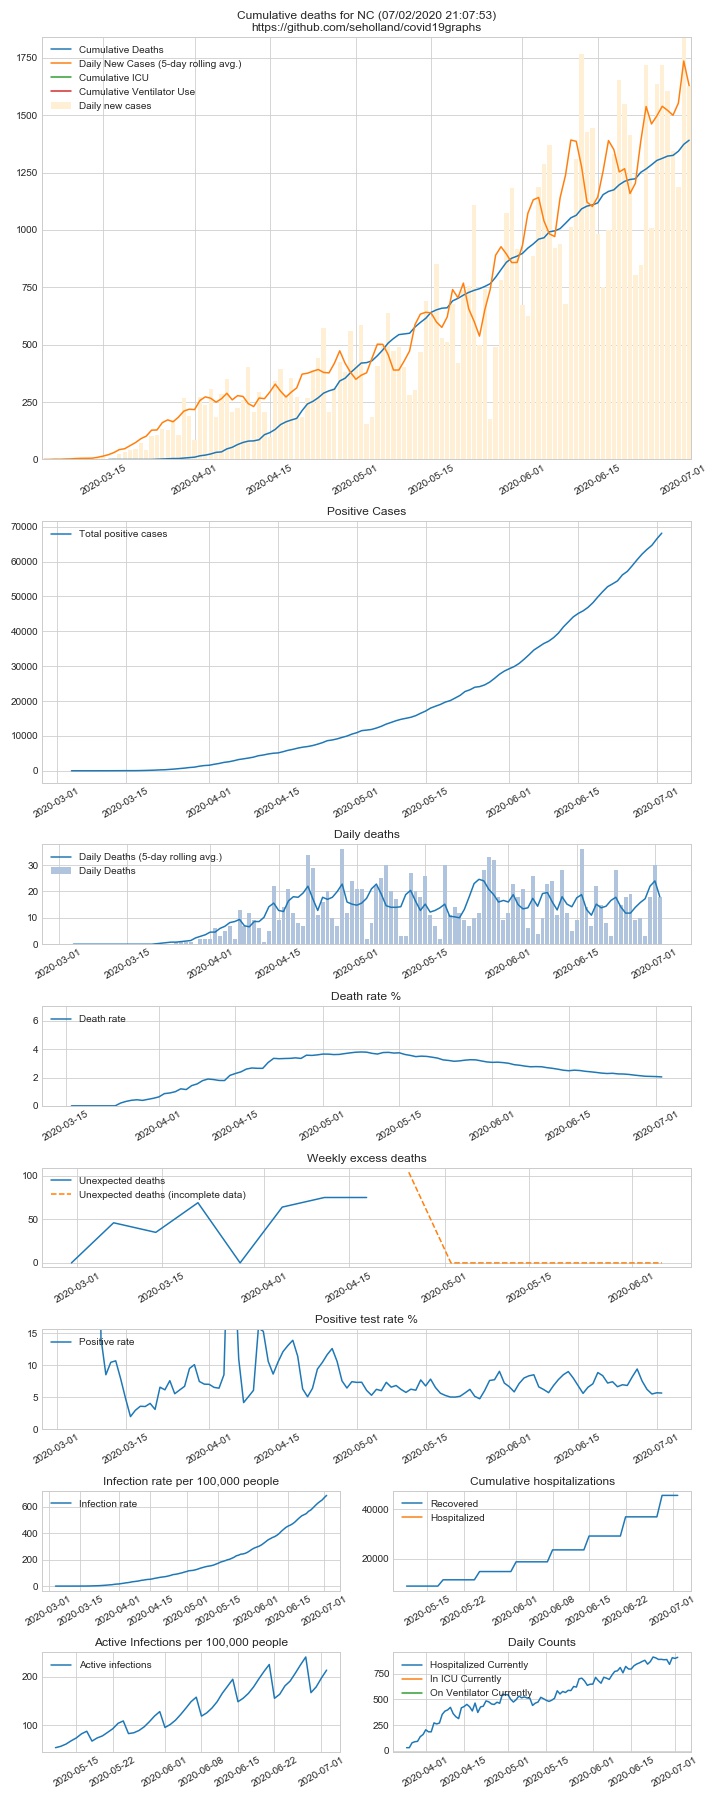 Cumulative deaths for NC (07/02/2020 21:07:53)
https://github.com/seholland/covid19graphs
Cumulative Deaths
Daily New Cases (5-day rolling avg.)
Cumulative ICU
Cumulative Ventilator Use
Daily new cases
1750
1500
1250
1000
750
500
250
0
2020-03-15 2020-04-01 2020-04-15 2020-05-01 2020-05-15 2020-06-01 2020-06-15 2020-07-01
Positive Cases
Total positive cases
70000
60000
50000
40000
30000
20000
10000
0
2020-03-01 2020-03-15 2020-04-01 2020-04-15 2020-05-01 2020-05-15 2020-06-01 2020-06-15 2020-07-01
Daily deaths
Daily Deaths (5-day rolling avg.)
Daily Deaths
30
20
10
0
2020-03-01 2020-03-15 2020-04-01 2020-04-15 2020-05-01 2020-05-15 2020-06-01 2020-06-15 2020-07-01
Death rate %
Death rate
6
4
2
0
2020-03-15 2020-04-01 2020-04-15 2020-05-01 2020-05-15 2020-06-01 2020-06-15 2020-07-01
Weekly excess deaths
Unexpected deaths
Unexpected deaths (incomplete data)
100
50
0
2020-03-01 2020-03-15 2020-04-01 2020-04-15 2020-05-01 2020-05-15 2020-06-01
Positive test rate %
Positive rate
15
10
5
0
2020-03-01 2020-03-15 2020-04-01 2020-04-15 2020-05-01 2020-05-15 2020-06-01 2020-06-15 2020-07-01
Infection rate per 100,000 people
Infection rate
600
400
200
0
2020-03-01 2020-03-15 2020-04-01 2020-04-15 2020-05-01 2020-05-15 2020-06-01 2020-06-15 2020-07-01
Cumulative hospitalizations
Recovered
Hospitalized
40000
20000
2020-05-15 2020-05-22 2020-06-01 2020-06-08 2020-06-15 2020-06-22 2020-07-01
Active Infections per 100,000 people
Active infections
200
100
2020-05-15 2020-05-22 2020-06-01 2020-06-08 2020-06-15 2020-06-22 2020-07-01
Daily Counts
Hospitalized Currently
In ICU Currently
On Ventilator Currently
750
500
250
0
2020-04-01 2020-04-15 2020-05-01 2020-05-15 2020-06-01 2020-06-15 2020-07-01